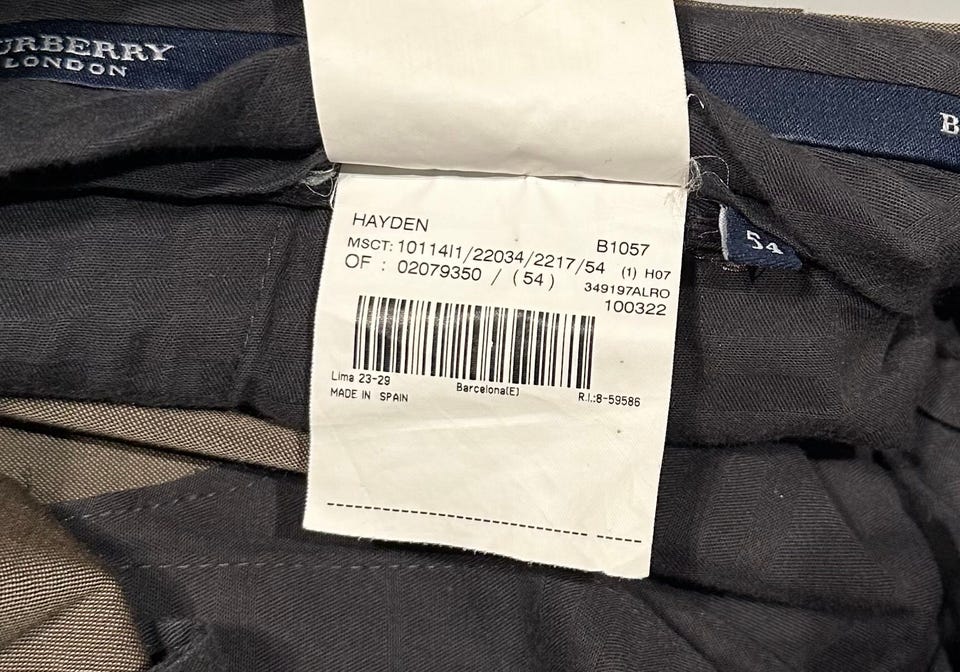 URBERRY
LONDON
B
54
HAYDEN
B1057
MSCT: 10114I1/22034/2217/54 (1) H07
OF : 02079350 / (54) 349197ALRO
100322
Lima 23-29 Barcelona(E) R.I.:8-59586
MADE IN SPAIN